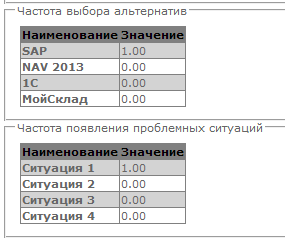 Частота выбора альтернатив
Наименование Значение
SAP 1.00
NAV 2013 0.00
1С 0.00
МойСклад 0.00
Частота появления проблемных ситуаций
Наименование Значение
Ситуация 1 1.00
Ситуация 2 0.00
Ситуация 3 0.00
Ситуация 4 0.00